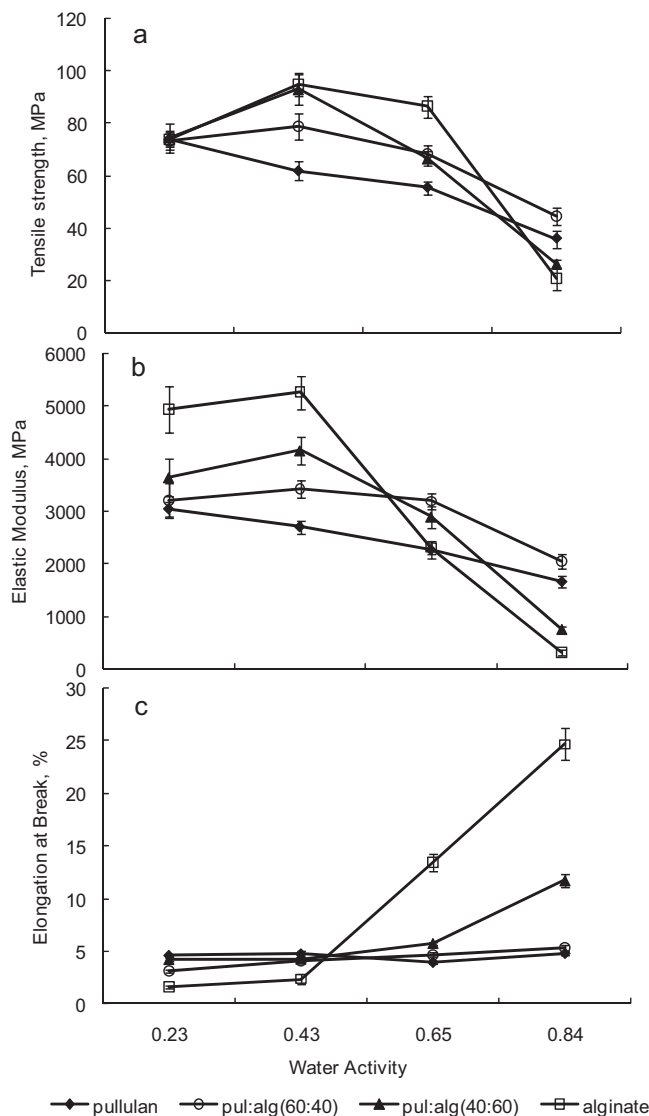 a
Tensile strength, MPa
120
100
80
60
40
20
0
b
Elastic Modulus, MPa
6000
5000
4000
3000
2000
1000
0
c
Elongation at Break, %
30
25
20
15
10
5
0
0.23 0.43 0.65 0.84
Water Activity
pullulan pul:alg(60:40) pul:alg(40:60) alginate